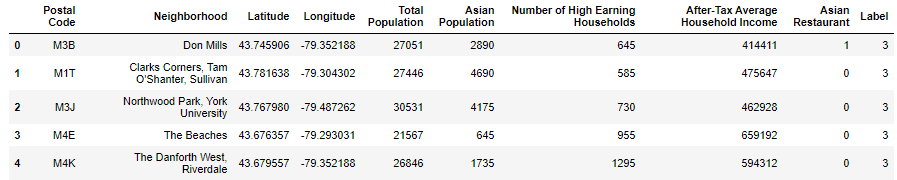 Postal Code Neighborhood Latitude Longitude Total Population Asian Population Number of High Earning Households After-Tax Average Household Income Asian Restaurant Label
0 M3B Don Mills 43.745906 -79.352188 27051 2890 645 414411 1 3
1 M1T Clarks Corners, Tam O'Shanter, Sullivan 43.781638 -79.304302 27446 4690 585 475647 0 3
2 M3J Northwood Park, York University 43.767980 -79.487262 30531 4175 730 462928 0 3
3 M4E The Beaches 43.676357 -79.293031 21567 645 955 659192 0 3
4 M4K The Danforth West, Riverdale 43.679557 -79.352188 26846 1735 1295 594312 0 3